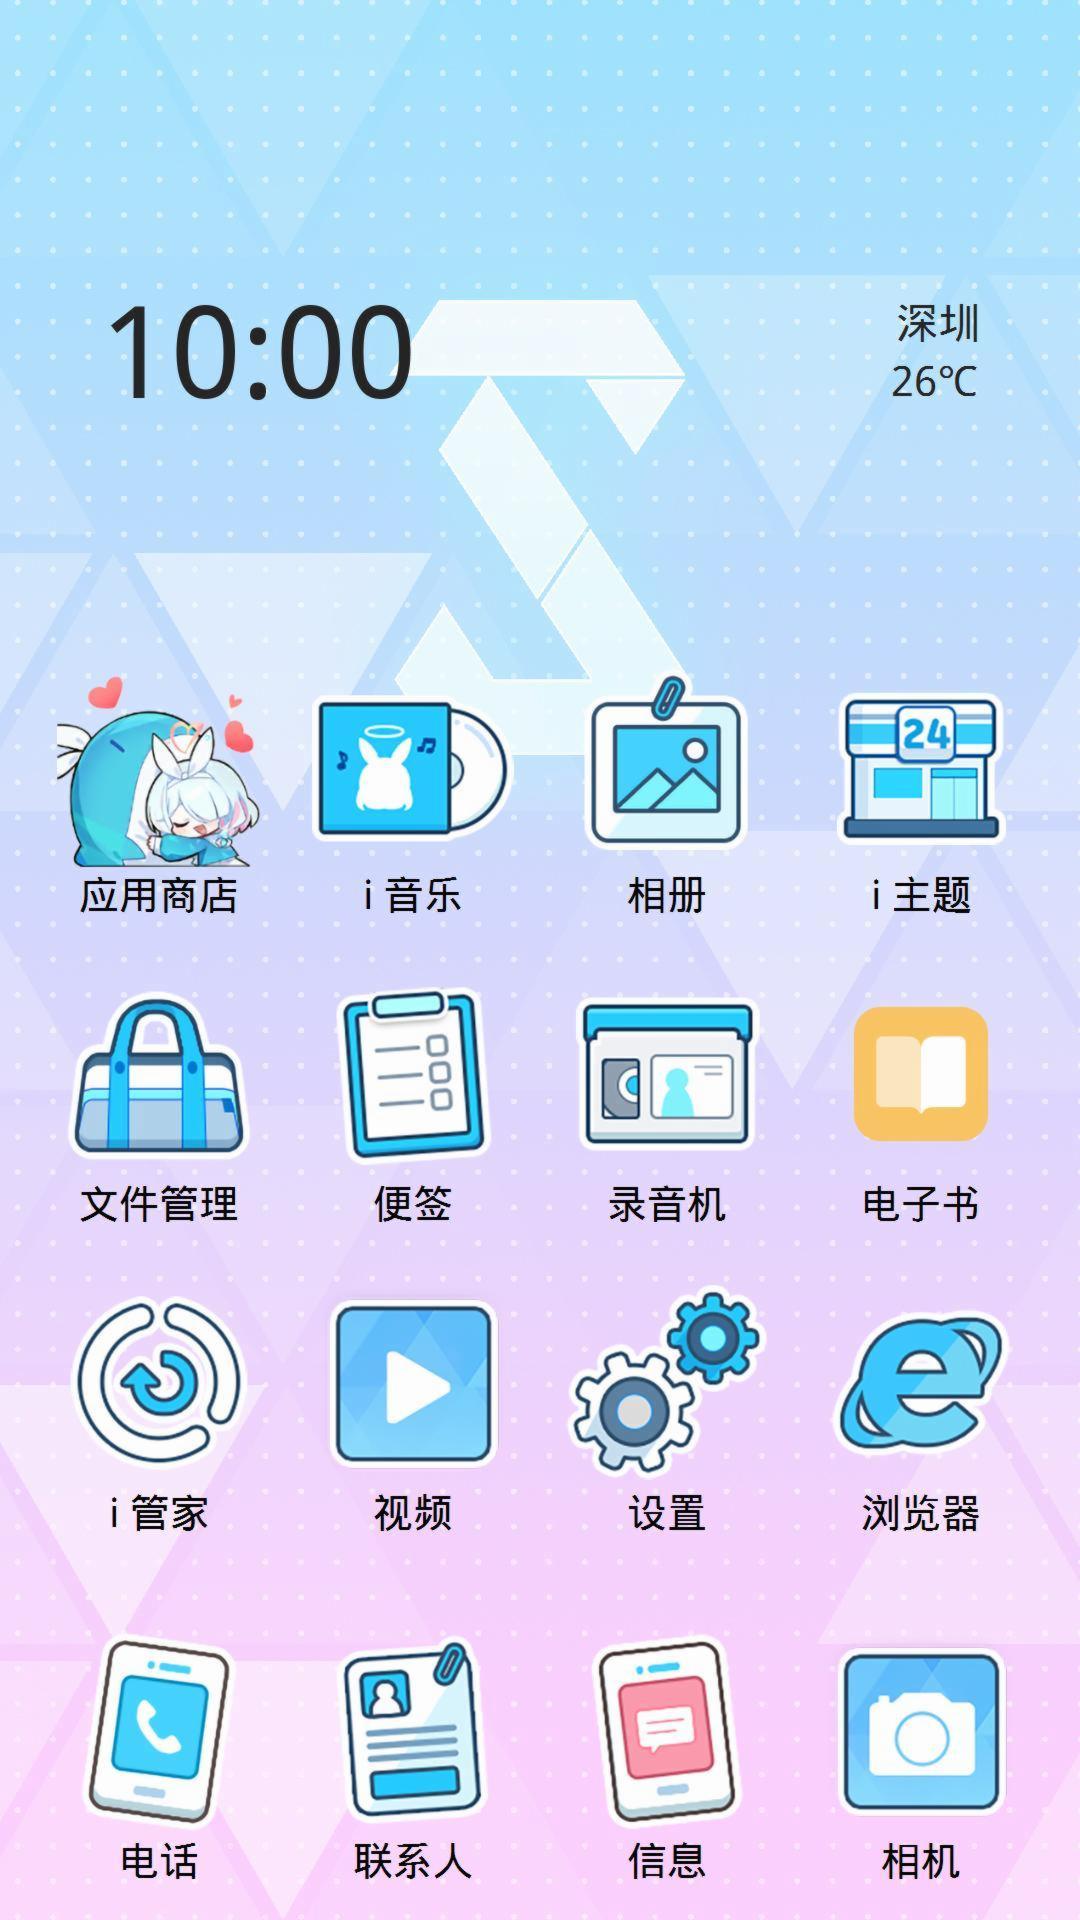 10:00
深圳
26℃
24
应用商店
i 音乐
相册
i 主题
文件管理
便签
录音机
电子书
i 管家
视频
设置
浏览器
电话
联系人
信息
相机